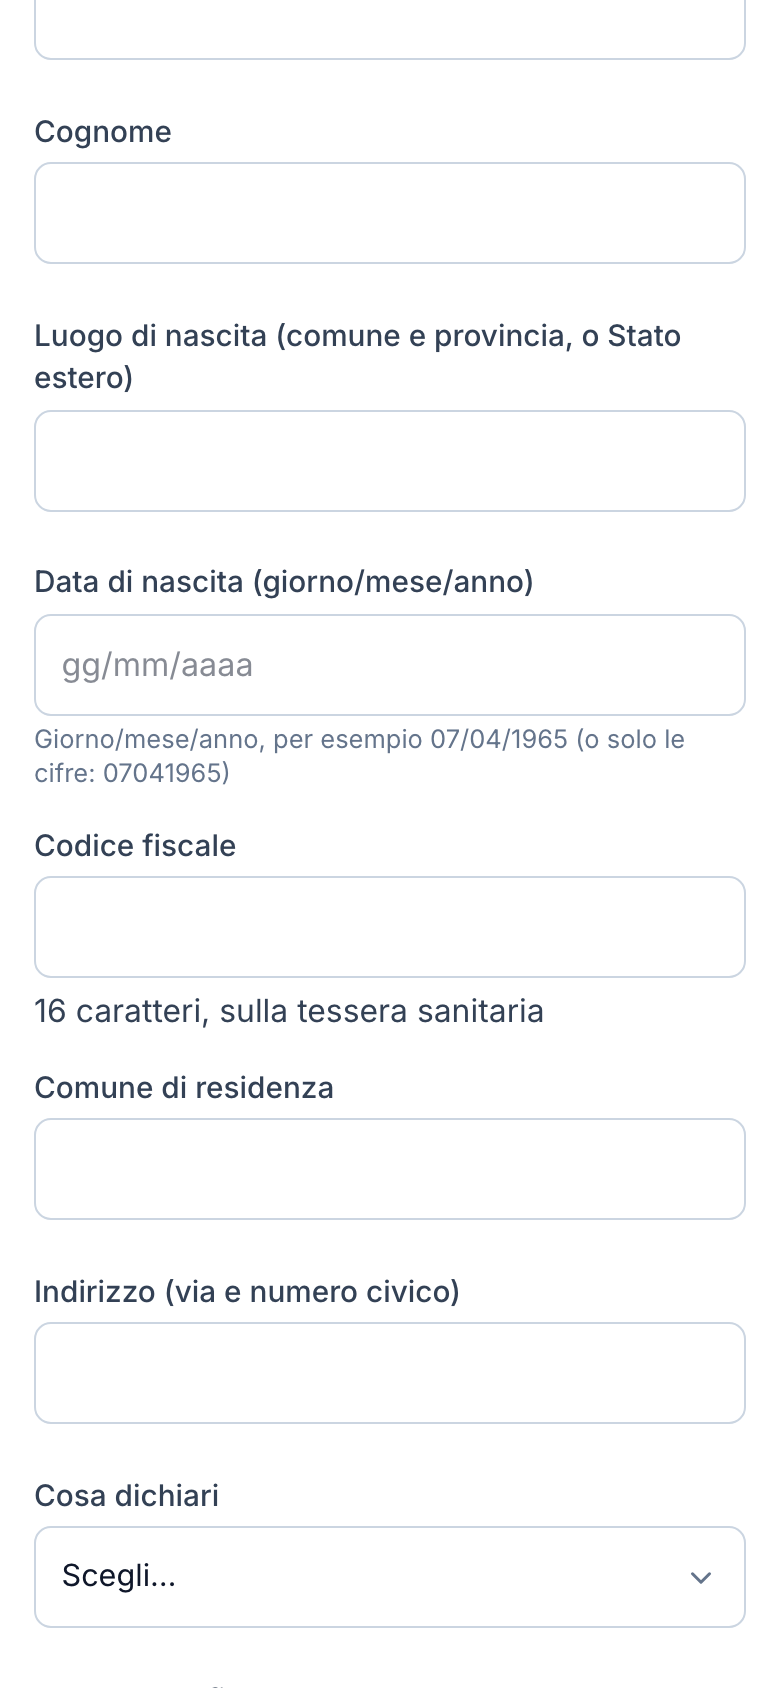 Cognome
Luogo di nascita (comune e provincia, o Stato
estero)
Data di nascita (giorno/mese/anno)
gg/mm/aaaa
Giorno/mese/anno, per esempio 07/04/1965 (o solo le
cifre: 07041965)
Codice fiscale
16 caratteri, sulla tessera sanitaria
Comune di residenza
Indirizzo (via e numero civico)
Cosa dichiari
Scegli...